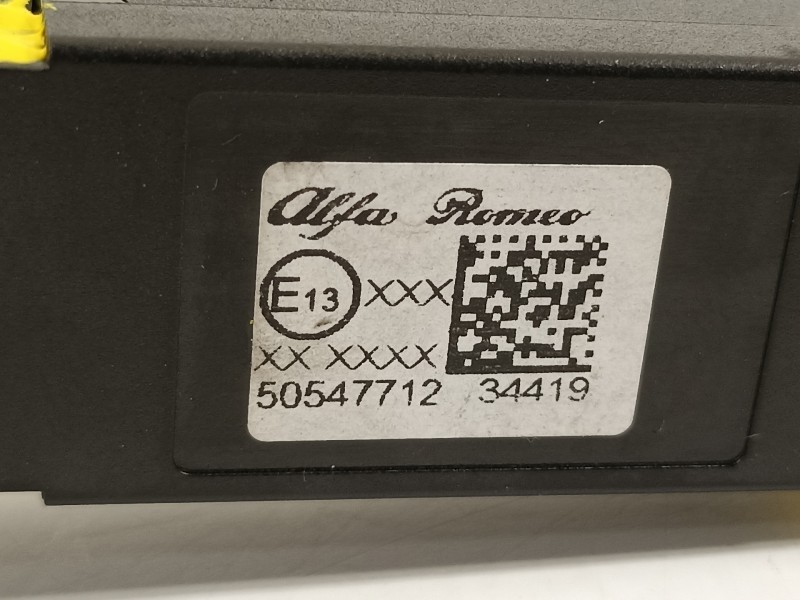 Alfa Romeo
E13 XXX
XX XXXX
50547712 34419